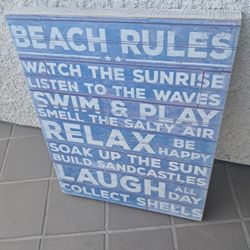 BEACH RULES
WATCH THE SUNRISE
LISTEN TO THE WAVES
SWIM & PLAY
SMELL THE SALTY AIR
RELAX BE HAPPY
SOAK UP THE SUN
BUILD SANDCASTLES
LAUGH ALL DAY
COLLECT SHELLS